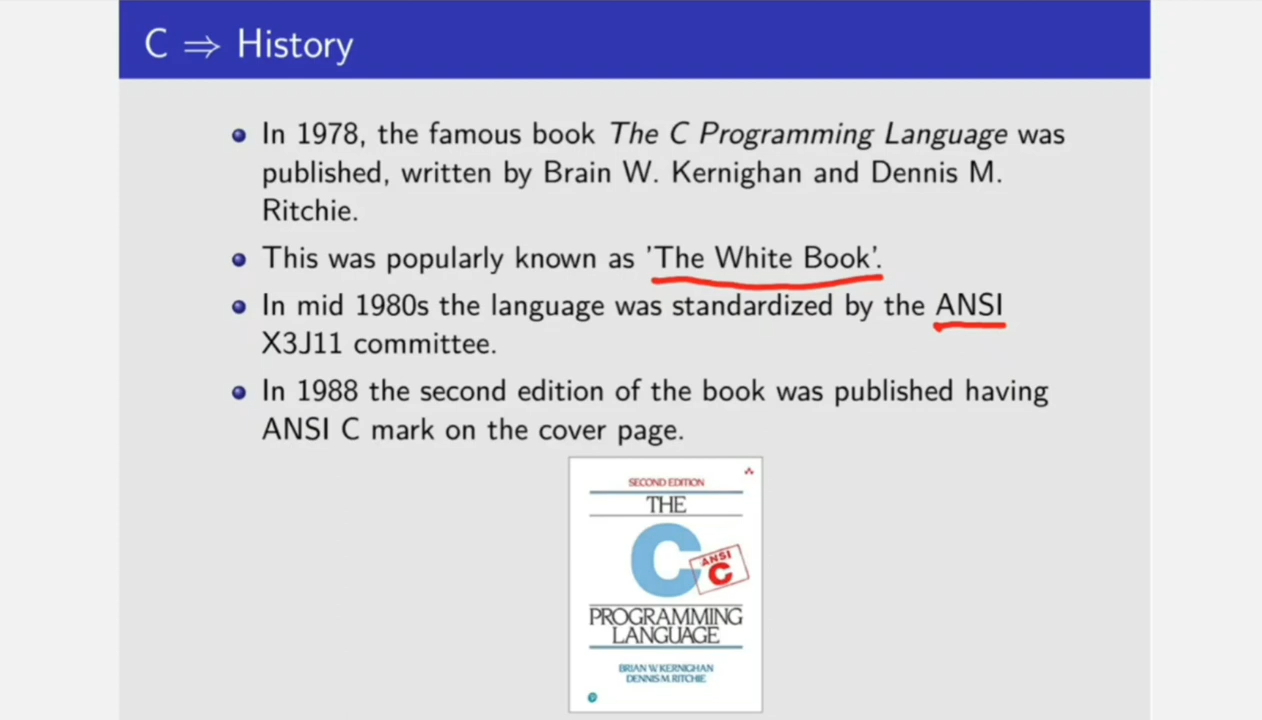 C ⇒ History
In 1978, the famous book The C Programming Language was
published, written by Brain W. Kernighan and Dennis M.
Ritchie.
This was popularly known as 'The White Book'.
In mid 1980s the language was standardized by the ANSI
X3J11 committee.
In 1988 the second edition of the book was published having
ANSI C mark on the cover page.
SECOND EDITION
THE
C
ANSI
C
PROGRAMMING
LANGUAGE
BRIAN W. KERNIGHAN
DENNIS M. RITCHIE